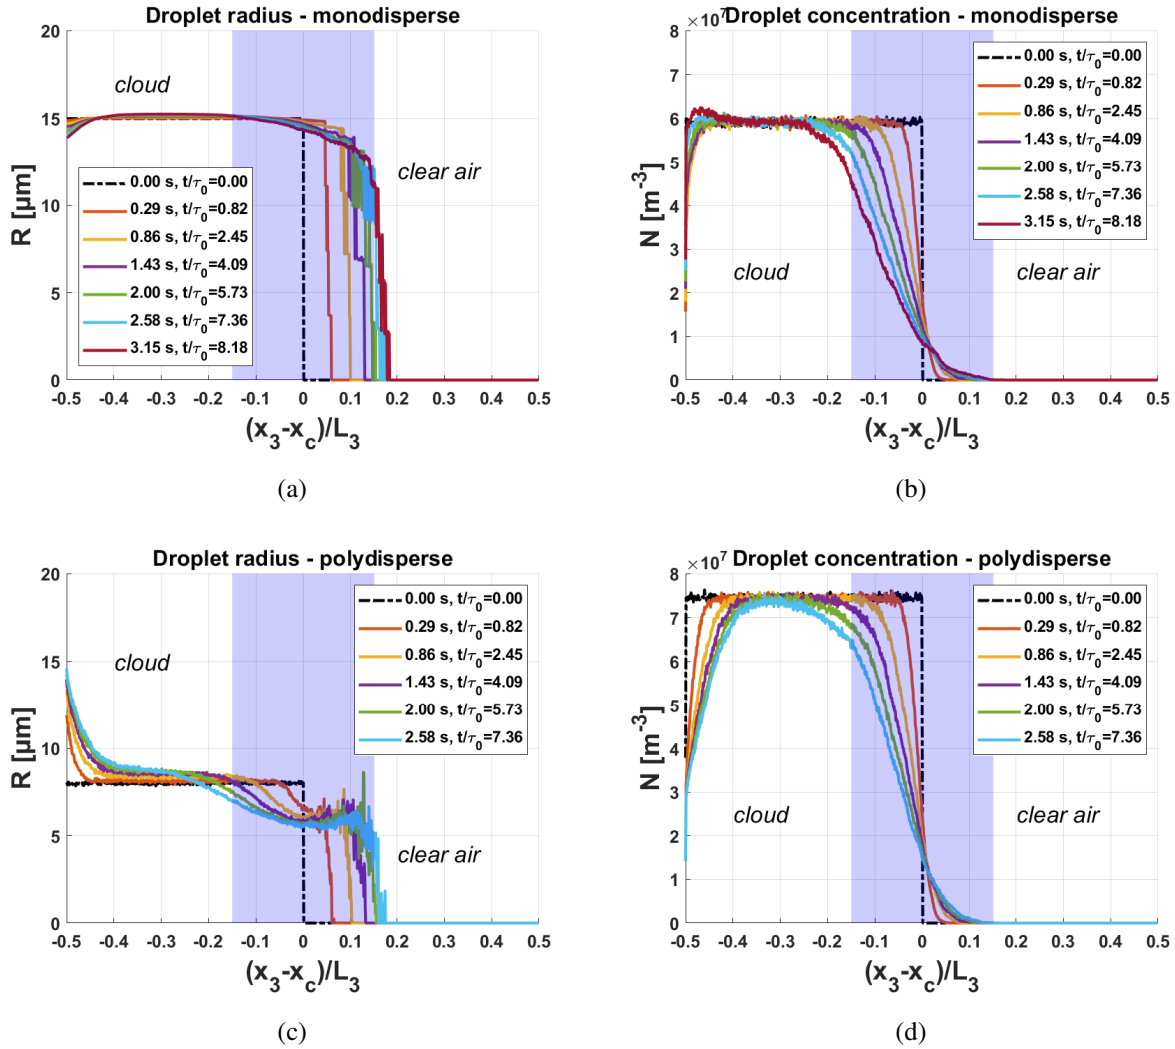 Droplet radius - monodisperse
20
15
10
5
0
R [µm]
cloud
clear air
0.00 s, t/τ0=0.00
0.29 s, t/τ0=0.82
0.86 s, t/τ0=2.45
1.43 s, t/τ0=4.09
2.00 s, t/τ0=5.73
2.58 s, t/τ0=7.36
3.15 s, t/τ0=8.18
-0.5 -0.4 -0.3 -0.2 -0.1 0 0.1 0.2 0.3 0.4 0.5
(x3-xc)/L3
(a)
×10^7 Droplet concentration - monodisperse
8
7
6
5
4
3
2
1
0
N [m^-3]
0.00 s, t/τ0=0.00
0.29 s, t/τ0=0.82
0.86 s, t/τ0=2.45
1.43 s, t/τ0=4.09
2.00 s, t/τ0=5.73
2.58 s, t/τ0=7.36
3.15 s, t/τ0=8.18
cloud
clear air
-0.5 -0.4 -0.3 -0.2 -0.1 0 0.1 0.2 0.3 0.4 0.5
(x3-xc)/L3
(b)
Droplet radius - polydisperse
20
15
10
5
0
R [µm]
0.00 s, t/τ0=0.00
0.29 s, t/τ0=0.82
0.86 s, t/τ0=2.45
1.43 s, t/τ0=4.09
2.00 s, t/τ0=5.73
2.58 s, t/τ0=7.36
cloud
clear air
-0.5 -0.4 -0.3 -0.2 -0.1 0 0.1 0.2 0.3 0.4 0.5
(x3-xc)/L3
(c)
×10^7 Droplet concentration - polydisperse
8
7
6
5
4
3
2
1
0
N [m^-3]
0.00 s, t/τ0=0.00
0.29 s, t/τ0=0.82
0.86 s, t/τ0=2.45
1.43 s, t/τ0=4.09
2.00 s, t/τ0=5.73
2.58 s, t/τ0=7.36
cloud
clear air
-0.5 -0.4 -0.3 -0.2 -0.1 0 0.1 0.2 0.3 0.4 0.5
(x3-xc)/L3
(d)